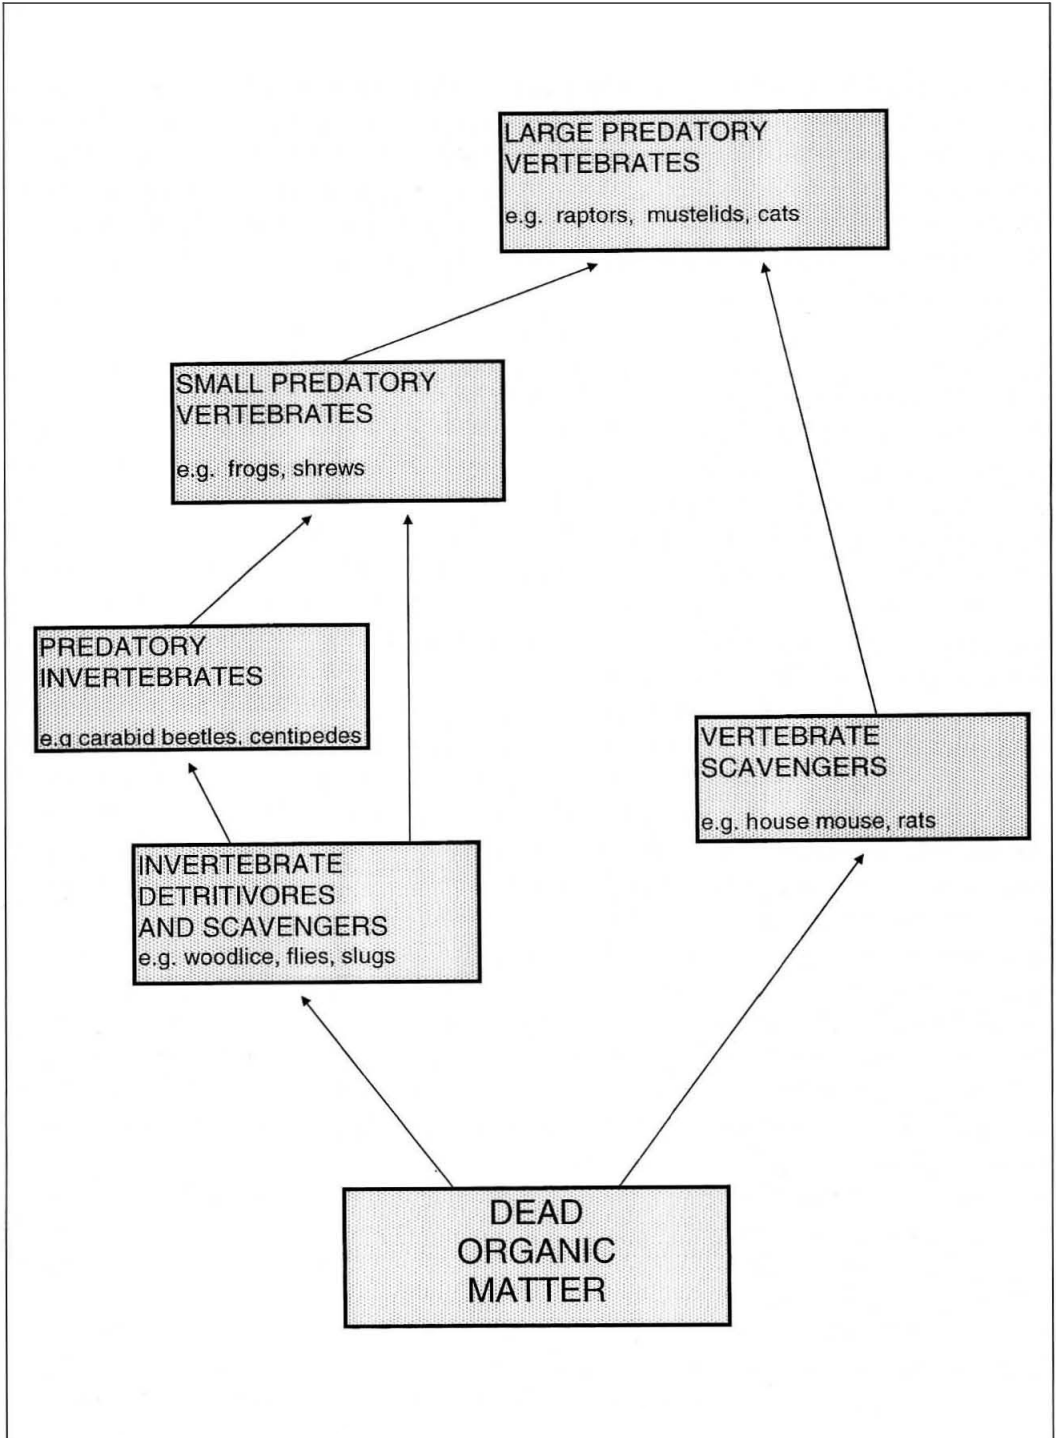 LARGE PREDATORY
VERTEBRATES
e.g. raptors, mustelids, cats
SMALL PREDATORY
VERTEBRATES
e.g. frogs, shrews
PREDATORY
INVERTEBRATES
e.g carabid beetles, centipedes
VERTEBRATE
SCAVENGERS
e.g. house mouse, rats
INVERTEBRATE
DETRITIVORES
AND SCAVENGERS
e.g. woodlice, flies, slugs
DEAD
ORGANIC
MATTER